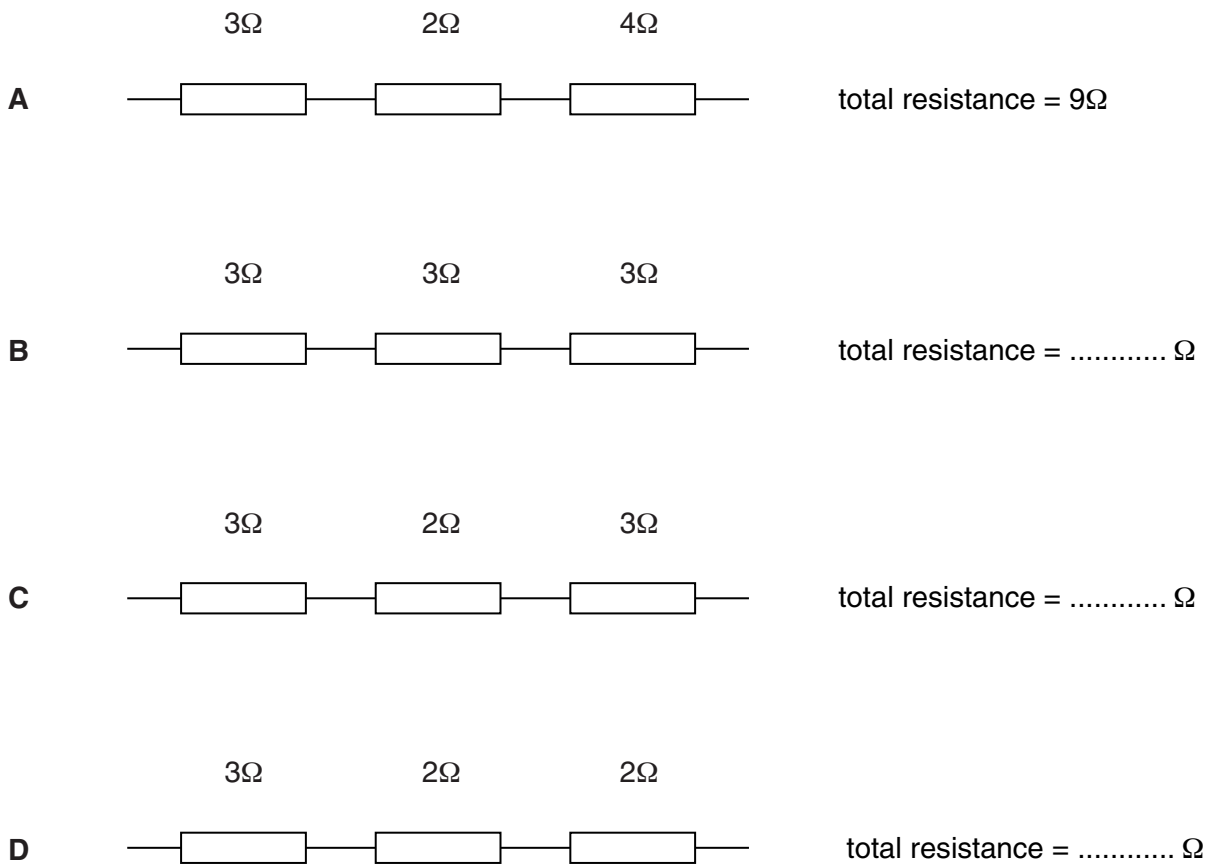 3Ω 2Ω 4Ω
A total resistance = 9Ω
3Ω 3Ω 3Ω
B total resistance = ............ Ω
3Ω 2Ω 3Ω
C total resistance = ............ Ω
3Ω 2Ω 2Ω
D total resistance = ............ Ω